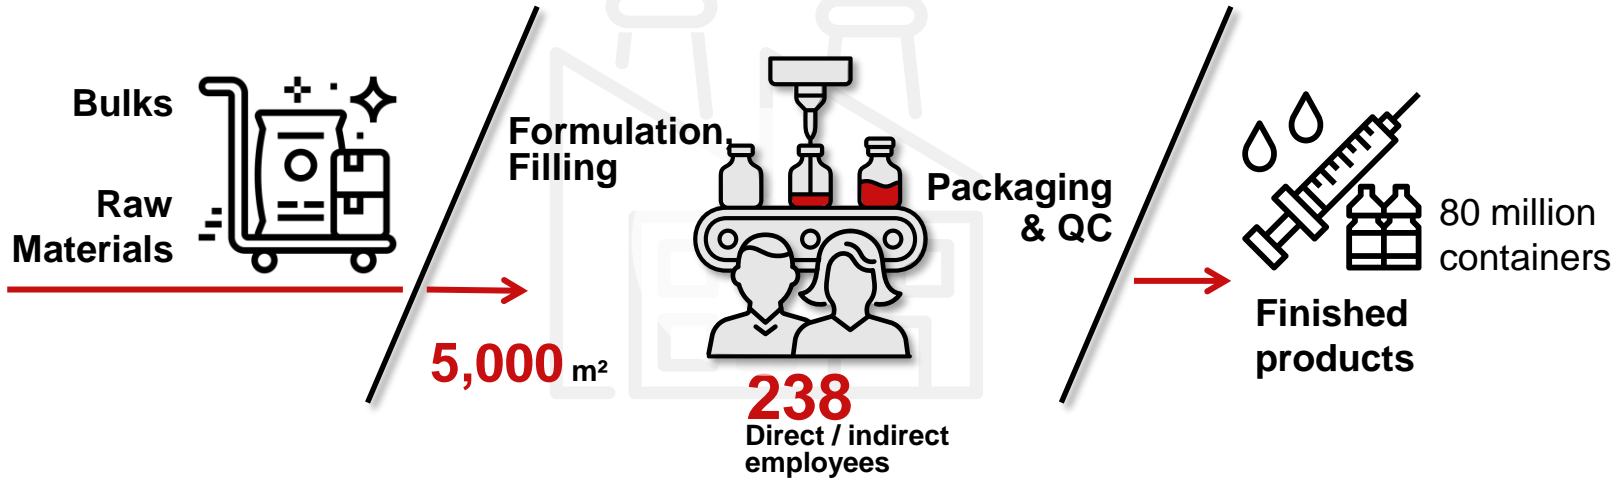 Bulks
Raw
Materials
Formulation,
Filling
5,000 m²
238
Direct / indirect
employees
Packaging
& QC
80 million
containers
Finished
products